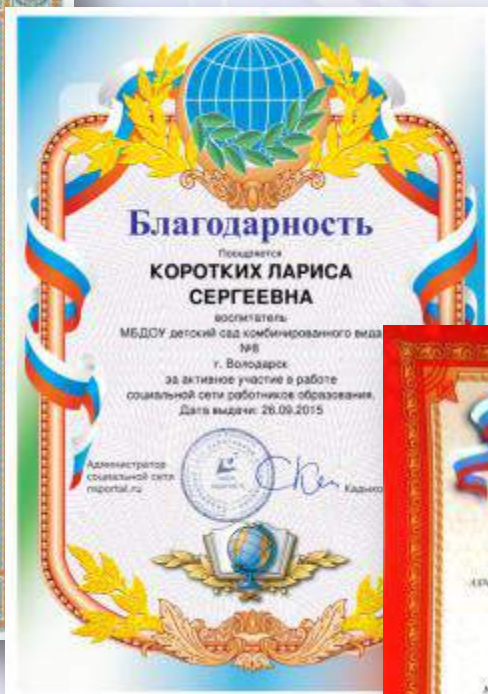 Благодарность
Поощряется
КОРОТКИХ ЛАРИСА
СЕРГЕЕВНА
воспитатель
МБДОУ детский сад комбинированного вида
№8
г. Володарск
за активное участие в работе
социальной сети работников образования.
Дата выдачи: 26.09.2015
Администратор
социальной сети
nsportal.ru